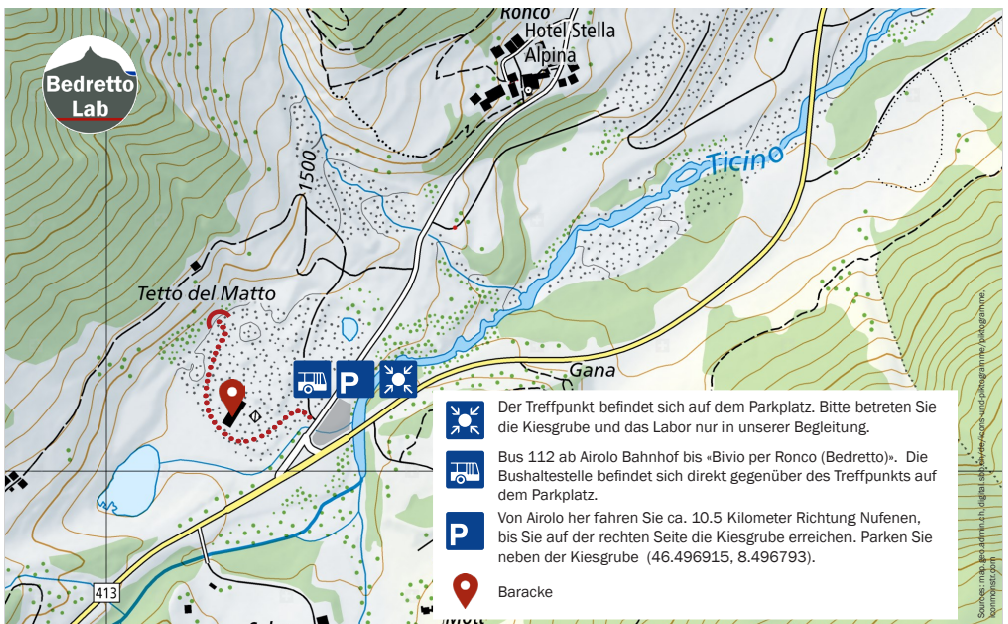 Ronco
Hotel Stella
Alpina
Bedretto
Lab
1500
Ticino
Tetto del Matto
P
Gana
Der Treffpunkt befindet sich auf dem Parkplatz. Bitte betreten Sie
die Kiesgrube und das Labor nur in unserer Begleitung.
Bus 112 ab Airolo Bahnhof bis «Bivio per Ronco (Bedretto)». Die
Bushaltestelle befindet sich direkt gegenüber des Treffpunkts auf
dem Parkplatz.
P
Von Airolo her fahren Sie ca. 10.5 Kilometer Richtung Nufenen,
bis Sie auf der rechten Seite die Kiesgrube erreichen. Parken Sie
neben der Kiesgrube (46.496915, 8.496793).
Baracke
413
iconmonstr.com